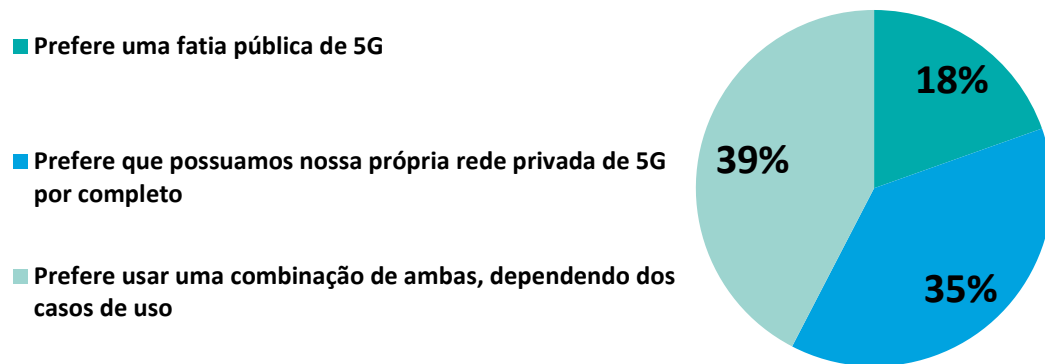 Prefere uma fatia pública de 5G
18%
Prefere que possuamos nossa própria rede privada de 5G
por completo
39%
Prefere usar uma combinação de ambas, dependendo dos
casos de uso
35%